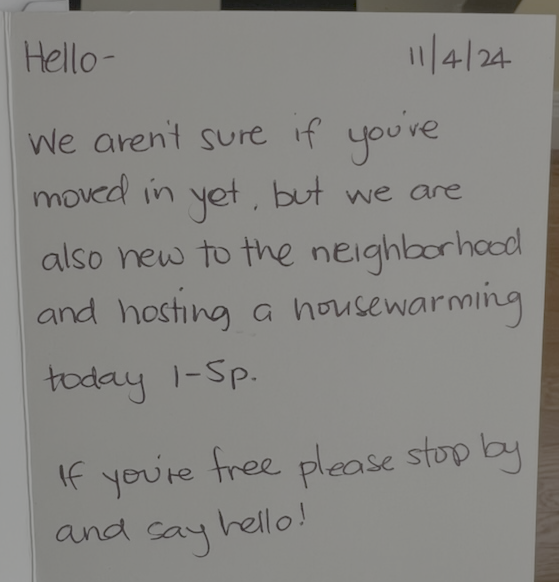 Hello- 11/4/24
We aren't sure if you've
moved in yet, but we are
also new to the neighborhood
and hosting a housewarming
today 1-5p.
If you're free please stop by
and say hello!